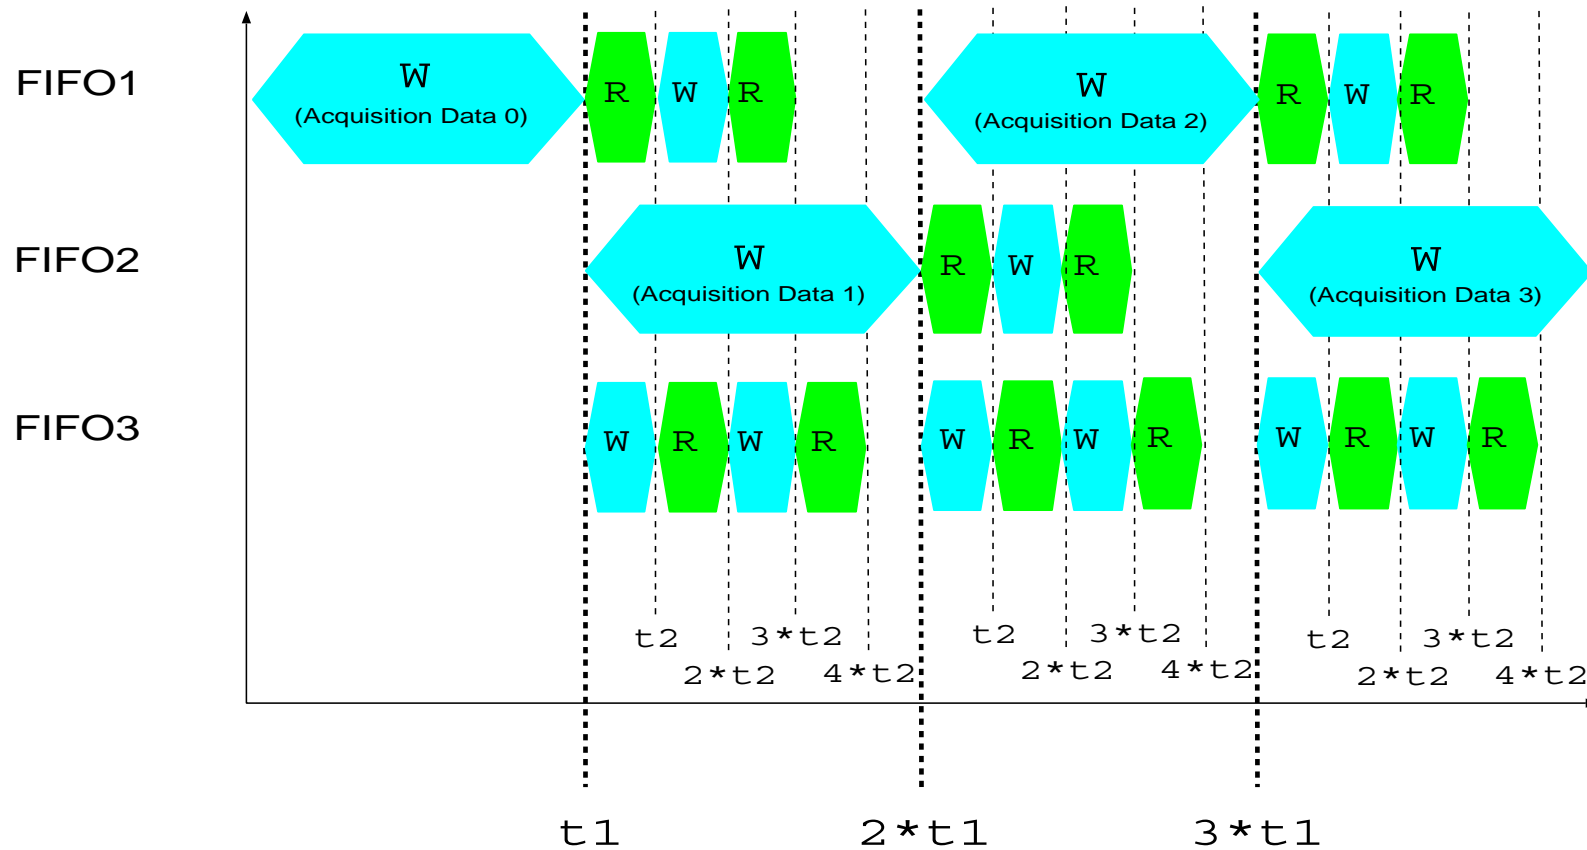 FIFO1
W
(Acquisition Data 0)
R W R
W
(Acquisition Data 2)
R W R
FIFO2
W
(Acquisition Data 1)
R W R
W
(Acquisition Data 3)
FIFO3
W R W R
W R W R
W R W R
t2 3*t2
2*t2 4*t2
t2 3*t2
2*t2 4*t2
t2 3*t2
2*t2 4*t2
t1 2*t1 3*t1